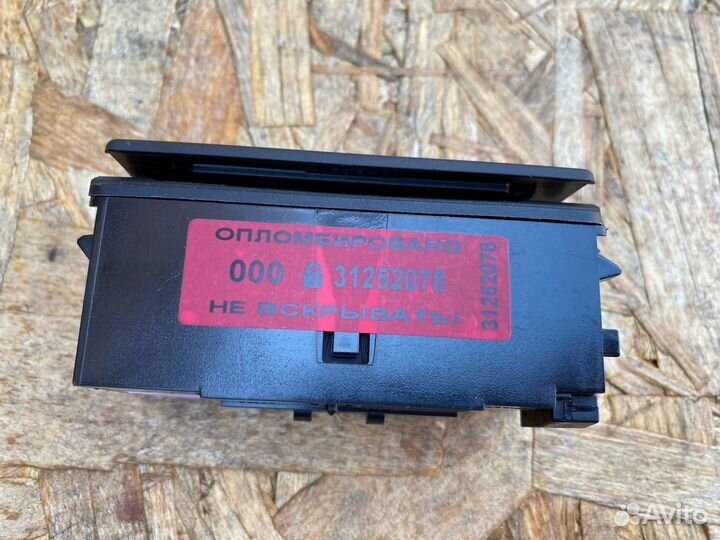 ОПЛОМБИРОВАНО
000 31252078
НЕ ВСКРЫВАТЬ!
31252078
Avito